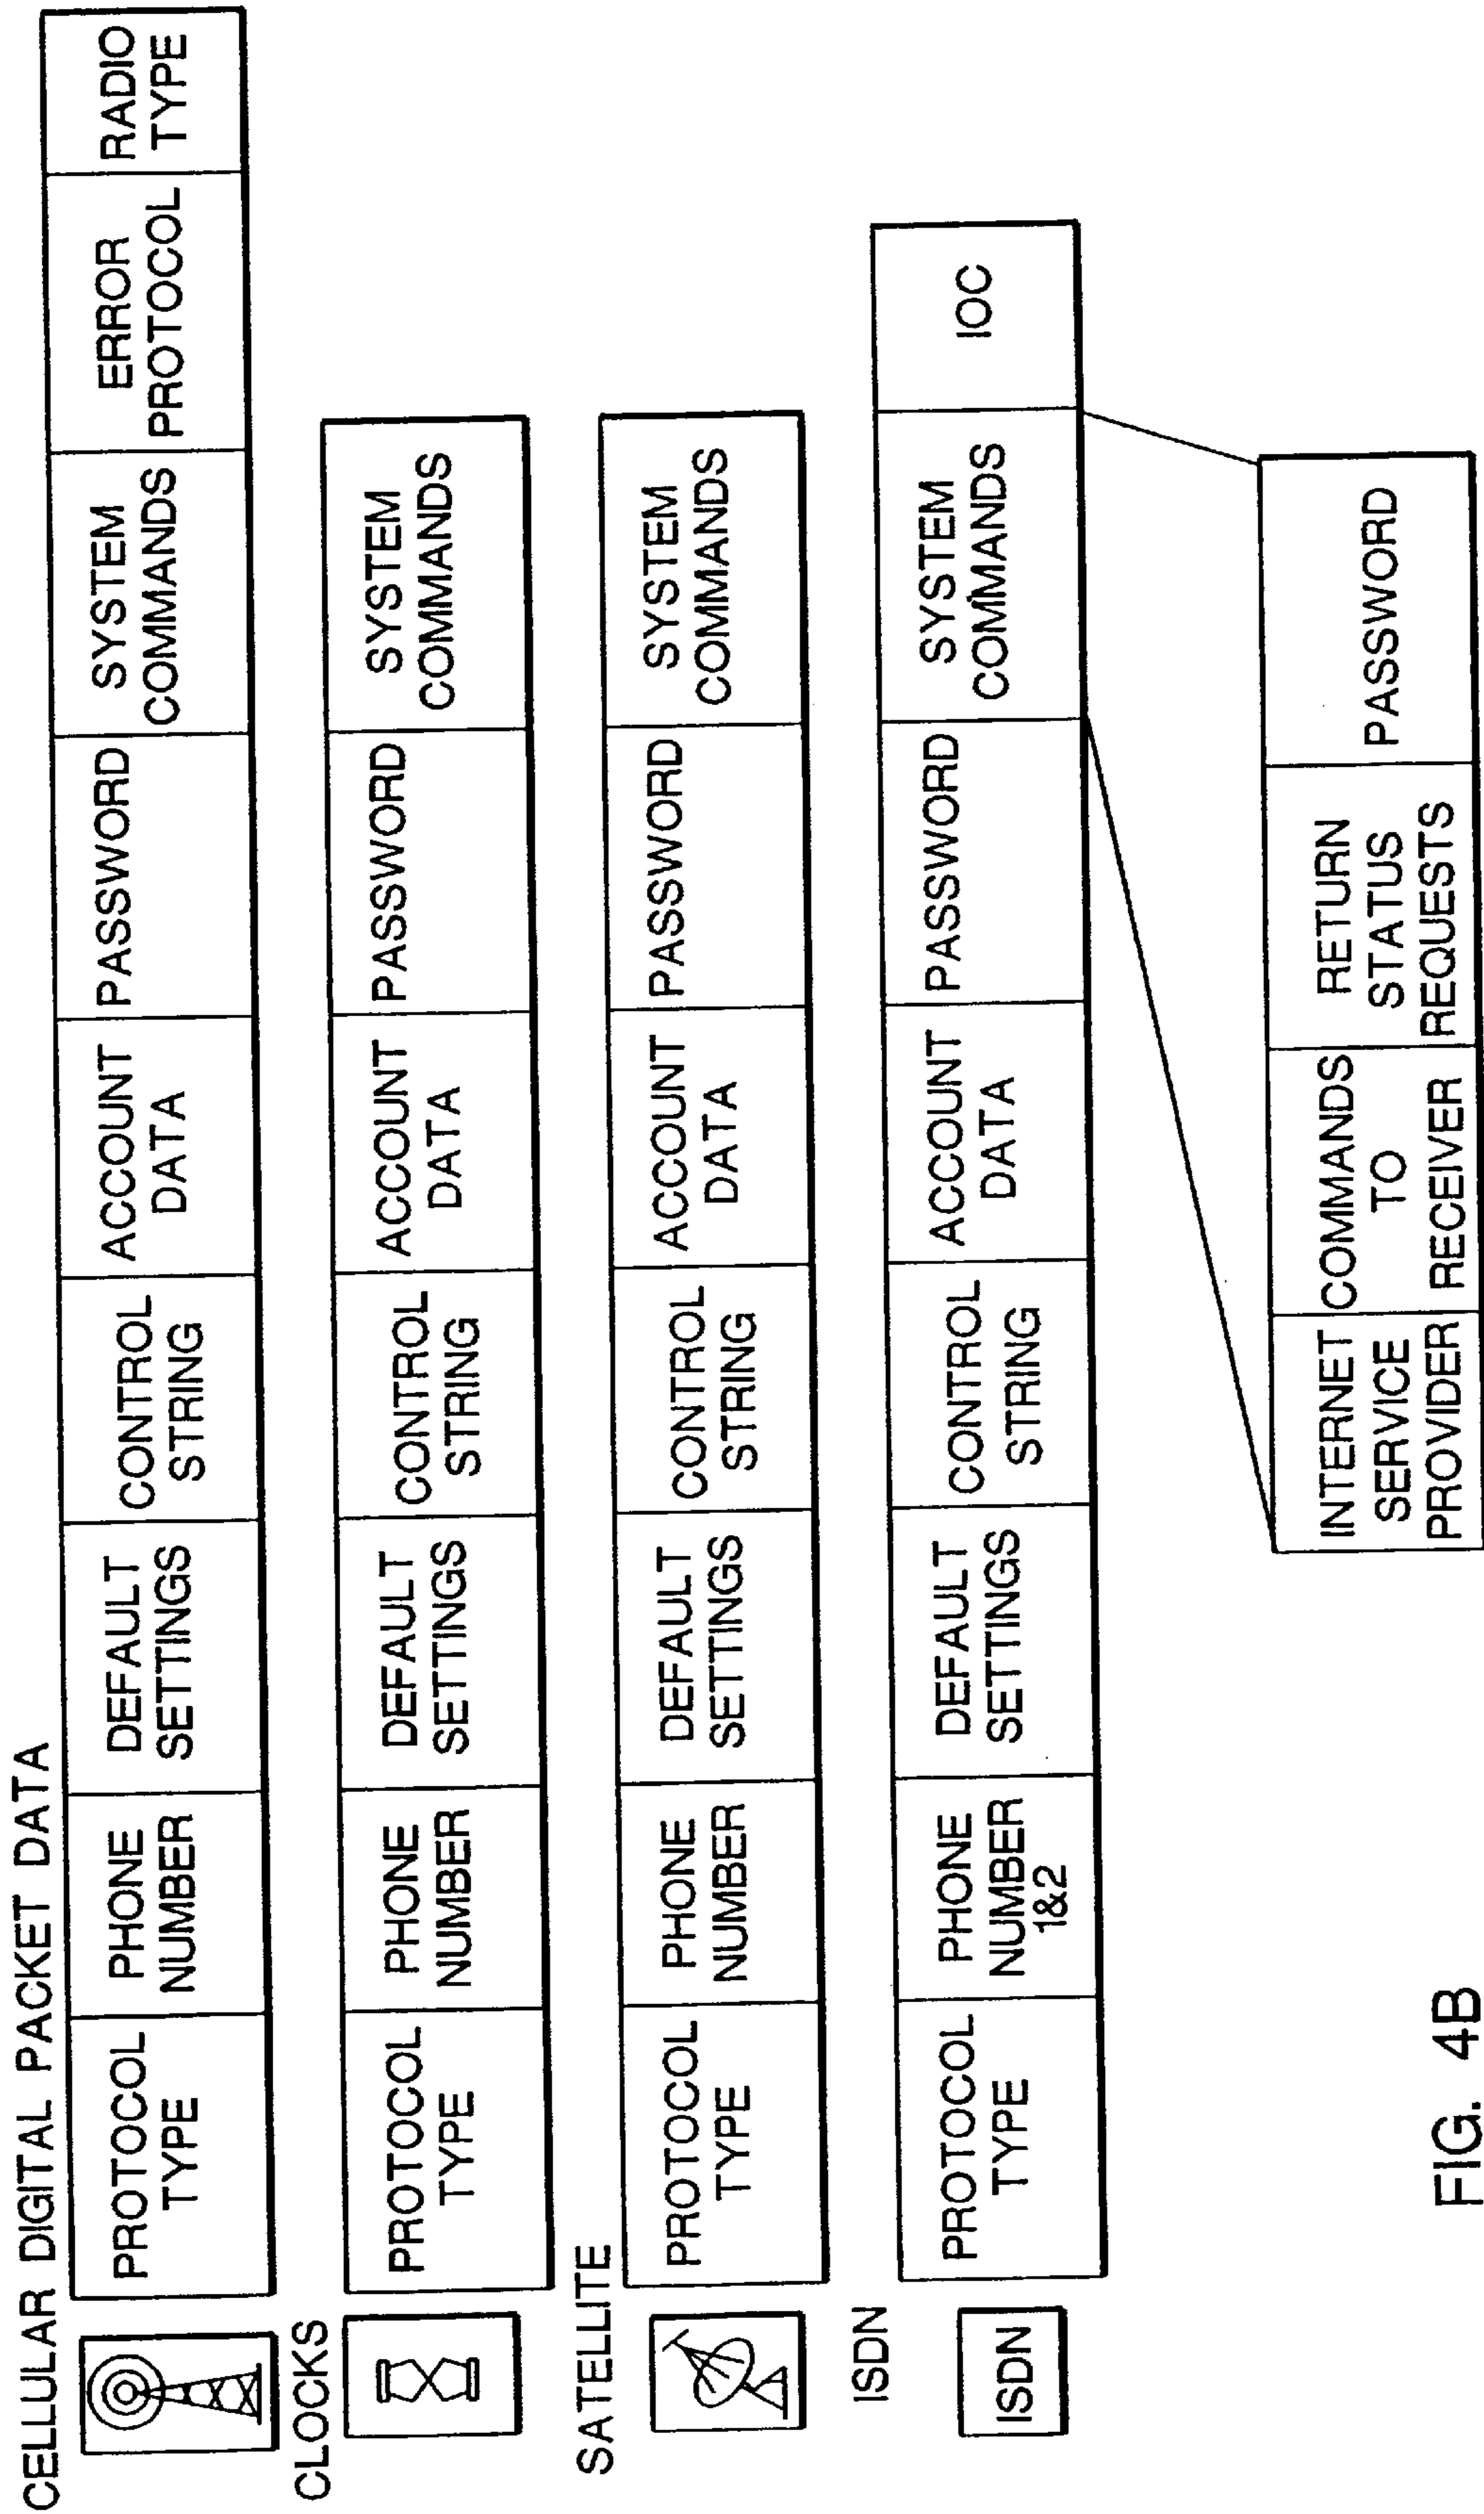 CELLULAR DIGITAL PACKET DATA
PROTOCOL
TYPE
PHONE
NUMBER
DEFAULT
SETTINGS
CONTROL
STRING
ACCOUNT
DATA
PASSWORD
SYSTEM
COMMANDS
ERROR
PROTOCOL
RADIO
TYPE
CLOCKS
PROTOCOL
TYPE
PHONE
NUMBER
DEFAULT
SETTINGS
CONTROL
STRING
ACCOUNT
DATA
PASSWORD
SYSTEM
COMMANDS
SATELLITE
PROTOCOL
TYPE
PHONE
NUMBER
DEFAULT
SETTINGS
CONTROL
STRING
ACCOUNT
DATA
PASSWORD
SYSTEM
COMMANDS
ISDN
ISDN
PROTOCOL
TYPE
PHONE
NUMBER
1&2
DEFAULT
SETTINGS
CONTROL
STRING
ACCOUNT
DATA
PASSWORD
SYSTEM
COMMANDS
IOC
INTERNET
SERVICE
PROVIDER
COMMANDS
TO
RECEIVER
RETURN
STATUS
REQUESTS
PASSWORD
FIG. 4B